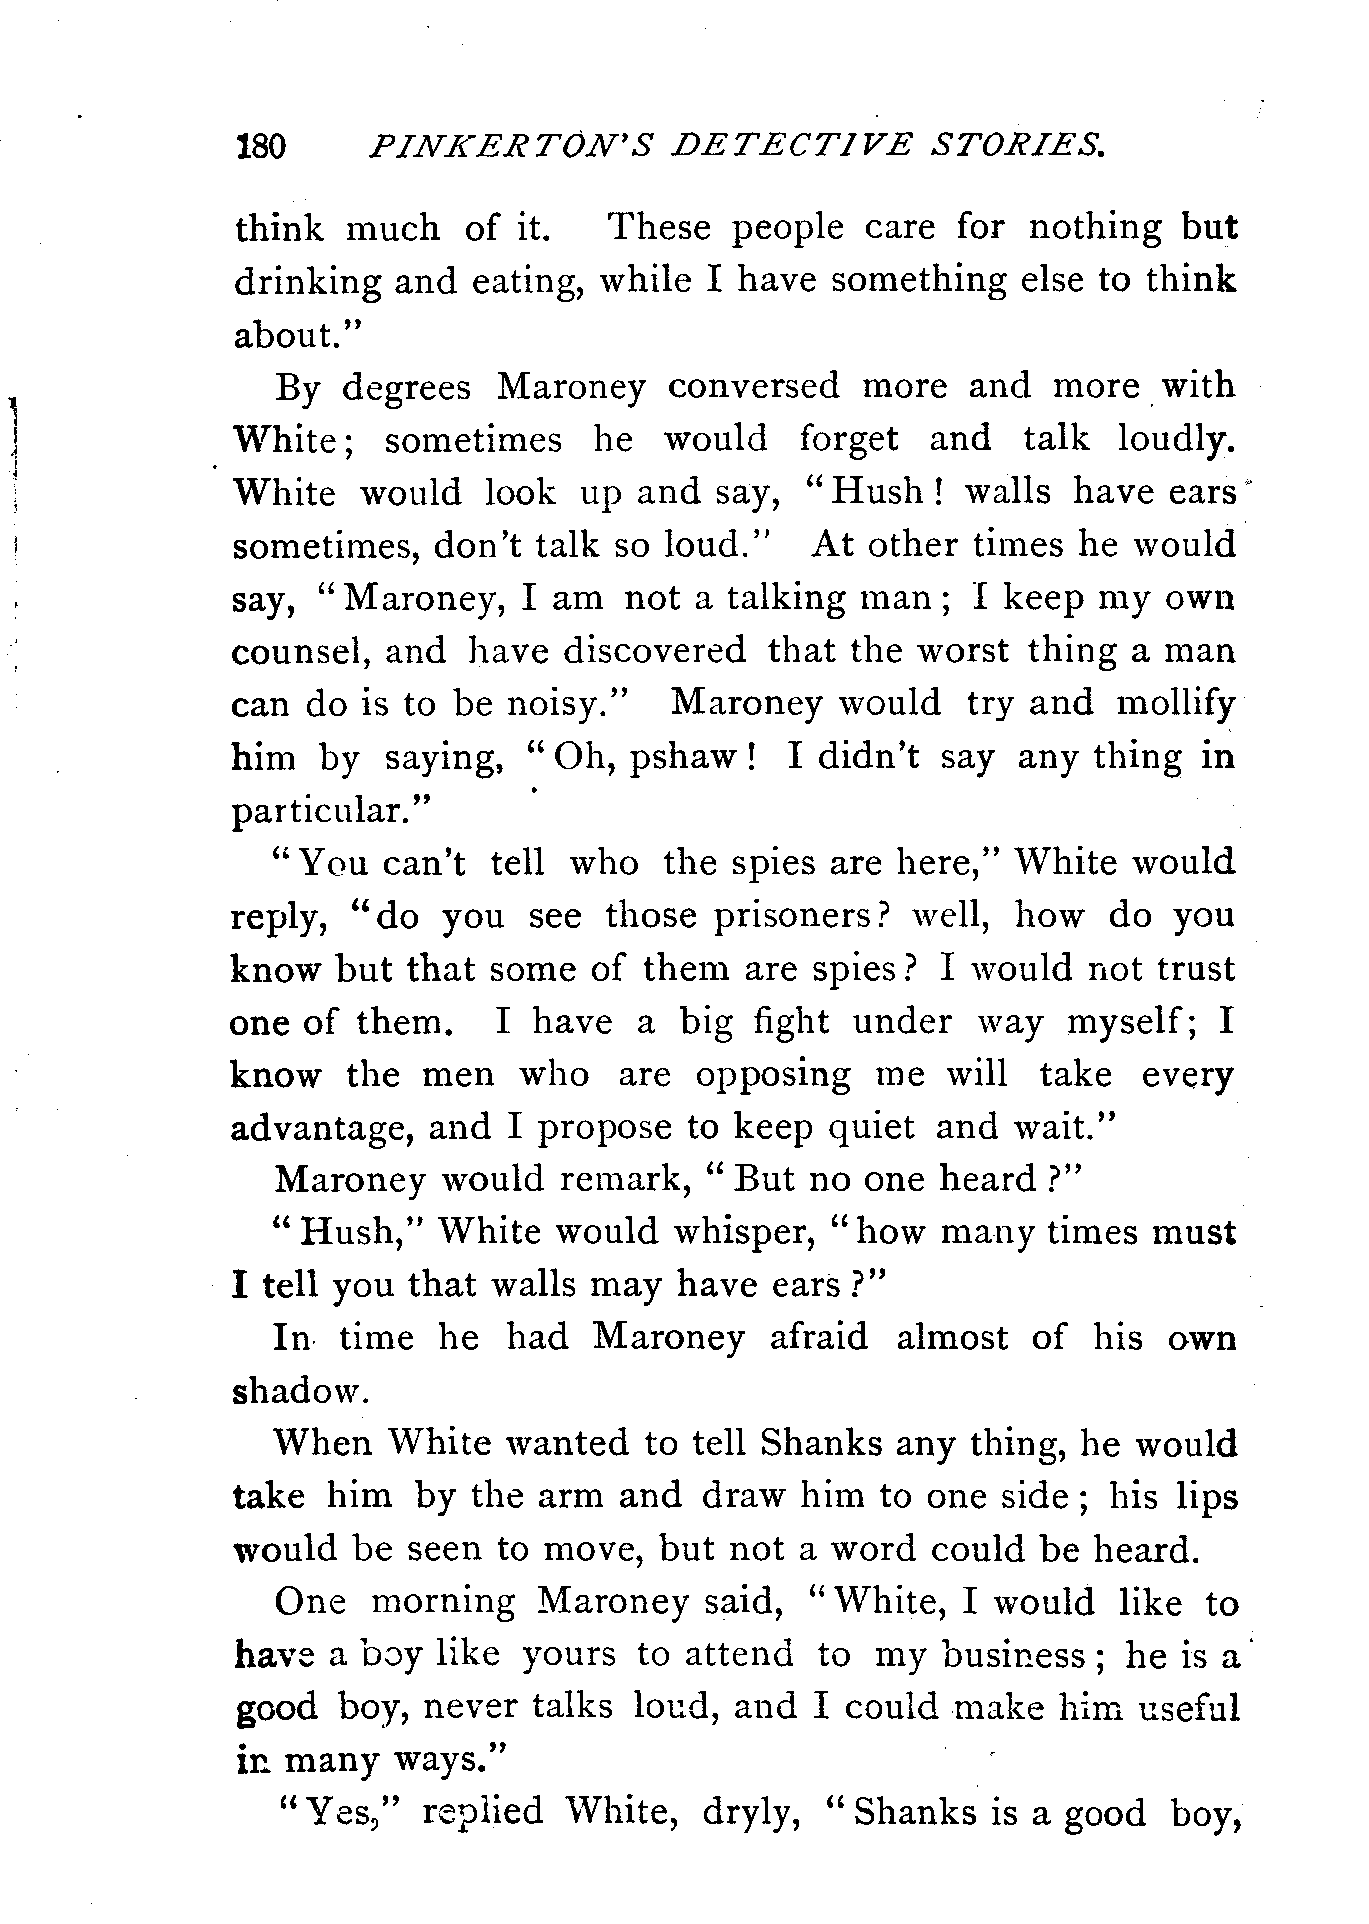 180 PINKERTON'S DETECTIVE STORIES.
think much of it. These people care for nothing but
drinking and eating, while I have something else to think
about."
By degrees Maroney conversed more and more with
White; sometimes he would forget and talk loudly.
White would look up and say, "Hush! walls have ears
sometimes, don't talk so loud." At other times he would
say, "Maroney, I am not a talking man; I keep my own
counsel, and have discovered that the worst thing a man
can do is to be noisy." Maroney would try and mollify
him by saying, "Oh, pshaw! I didn't say any thing in
particular."
"You can't tell who the spies are here," White would
reply, "do you see those prisoners? well, how do you
know but that some of them are spies? I would not trust
one of them. I have a big fight under way myself; I
know the men who are opposing me will take every
advantage, and I propose to keep quiet and wait."
Maroney would remark, "But no one heard?"
"Hush," White would whisper, "how many times must
I tell you that walls may have ears?"
In time he had Maroney afraid almost of his own
shadow.
When White wanted to tell Shanks any thing, he would
take him by the arm and draw him to one side; his lips
would be seen to move, but not a word could be heard.
One morning Maroney said, "White, I would like to
have a boy like yours to attend to my business; he is a
good boy, never talks loud, and I could make him useful
in many ways."
"Yes," replied White, dryly, "Shanks is a good boy,